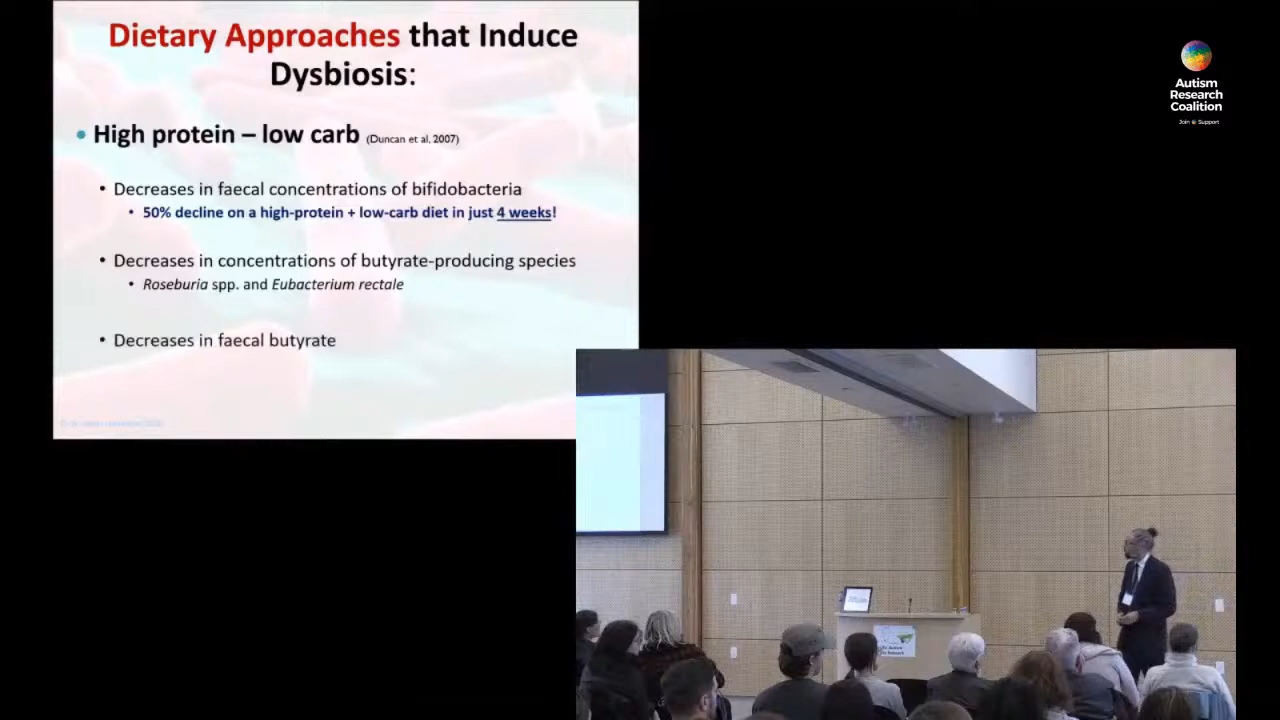 Dietary Approaches that Induce
Dysbiosis:
• High protein – low carb (Duncan et al, 2007)
• Decreases in faecal concentrations of bifidobacteria
• 50% decline on a high-protein + low-carb diet in just 4 weeks!
• Decreases in concentrations of butyrate-producing species
• Roseburia spp. and Eubacterium rectale
• Decreases in faecal butyrate
Autism
Research
Coalition
Join & Support